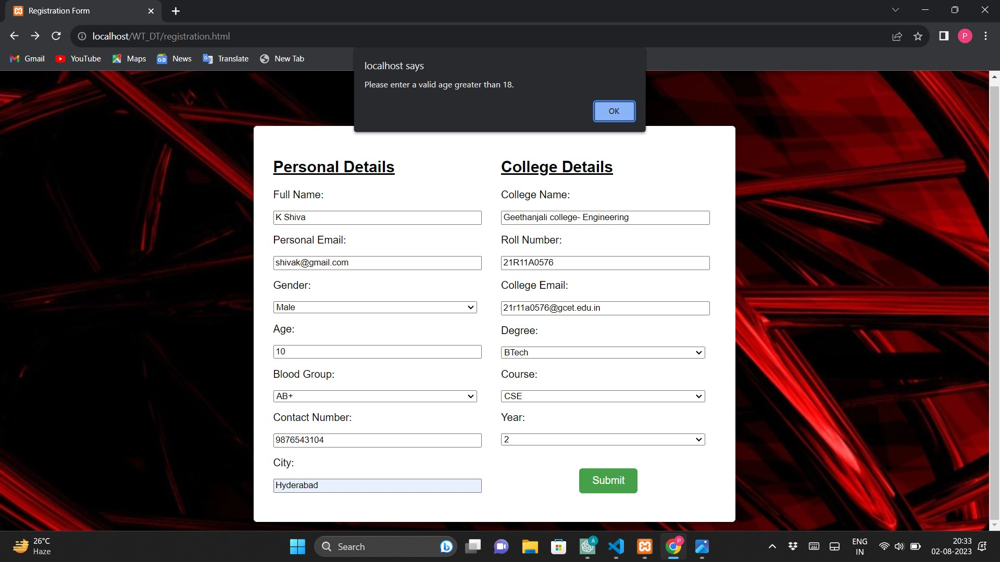 Registration Form
localhost/WT_DT/registration.html
P
Gmail YouTube Maps News Translate New Tab
localhost says
Please enter a valid age greater than 18.
OK
Personal Details
Full Name:
K Shiva
Personal Email:
shivak@gmail.com
Gender:
Male
Age:
10
Blood Group:
AB+
Contact Number:
9876543104
City:
Hyderabad
College Details
College Name:
Geethanjali college- Engineering
Roll Number:
21R11A0576
College Email:
21r11a0576@gcet.edu.in
Degree:
BTech
Course:
CSE
Year:
2
Submit
26°C
Haze
Search
A
P
ENG
IN
20:33
02-08-2023